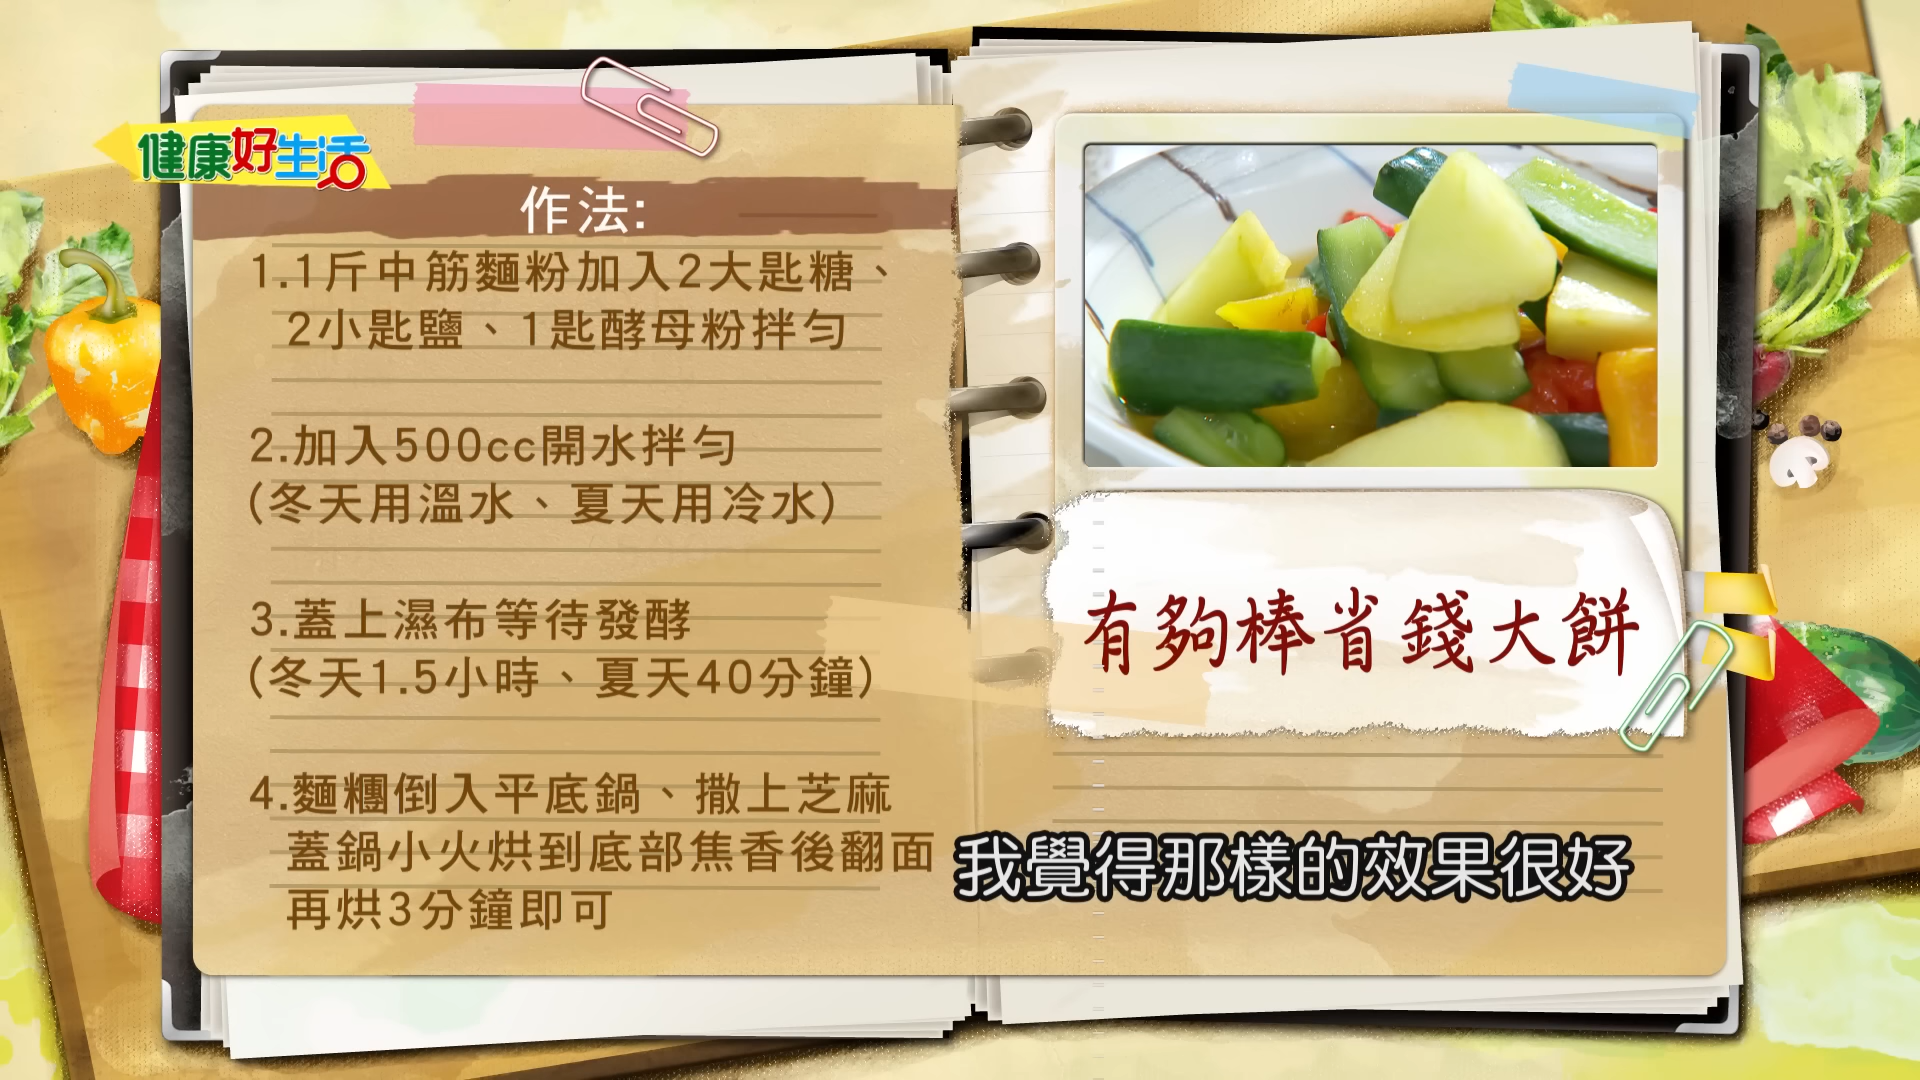 健康好生活
作法:
1.1斤中筋麵粉加入2大匙糖、
2小匙鹽、1匙酵母粉拌勻
2.加入500cc開水拌勻
(冬天用溫水、夏天用冷水)
3.蓋上濕布等待發酵
(冬天1.5小時、夏天40分鐘)
4.麵糰倒入平底鍋、撒上芝麻
蓋鍋小火烘到底部焦香後翻面
再烘3分鐘即可
有夠棒省錢大餅
我覺得那樣的效果很好